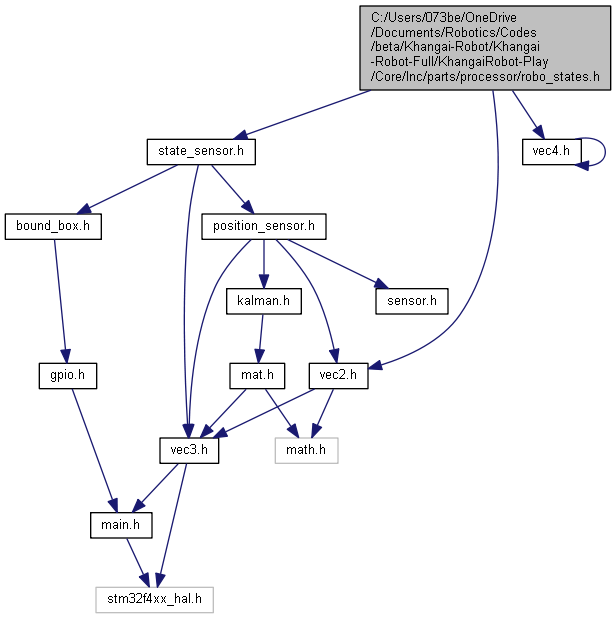 C:/Users/073be/OneDrive
/Documents/Robotics/Codes
/beta/Khangai-Robot/Khangai
-Robot-Full/KhangaiRobot-Play
/Core/Inc/parts/processor/robo_states.h
state_sensor.h
vec4.h
bound_box.h
position_sensor.h
kalman.h
sensor.h
gpio.h
mat.h
vec2.h
vec3.h
math.h
main.h
stm32f4xx_hal.h